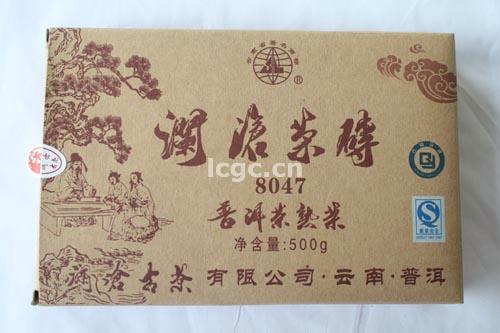 澜沧茶砖
lcgc.cn
8047
普洱茶熟茶
净含量:500g
澜沧古茶有限公司·云南·普洱